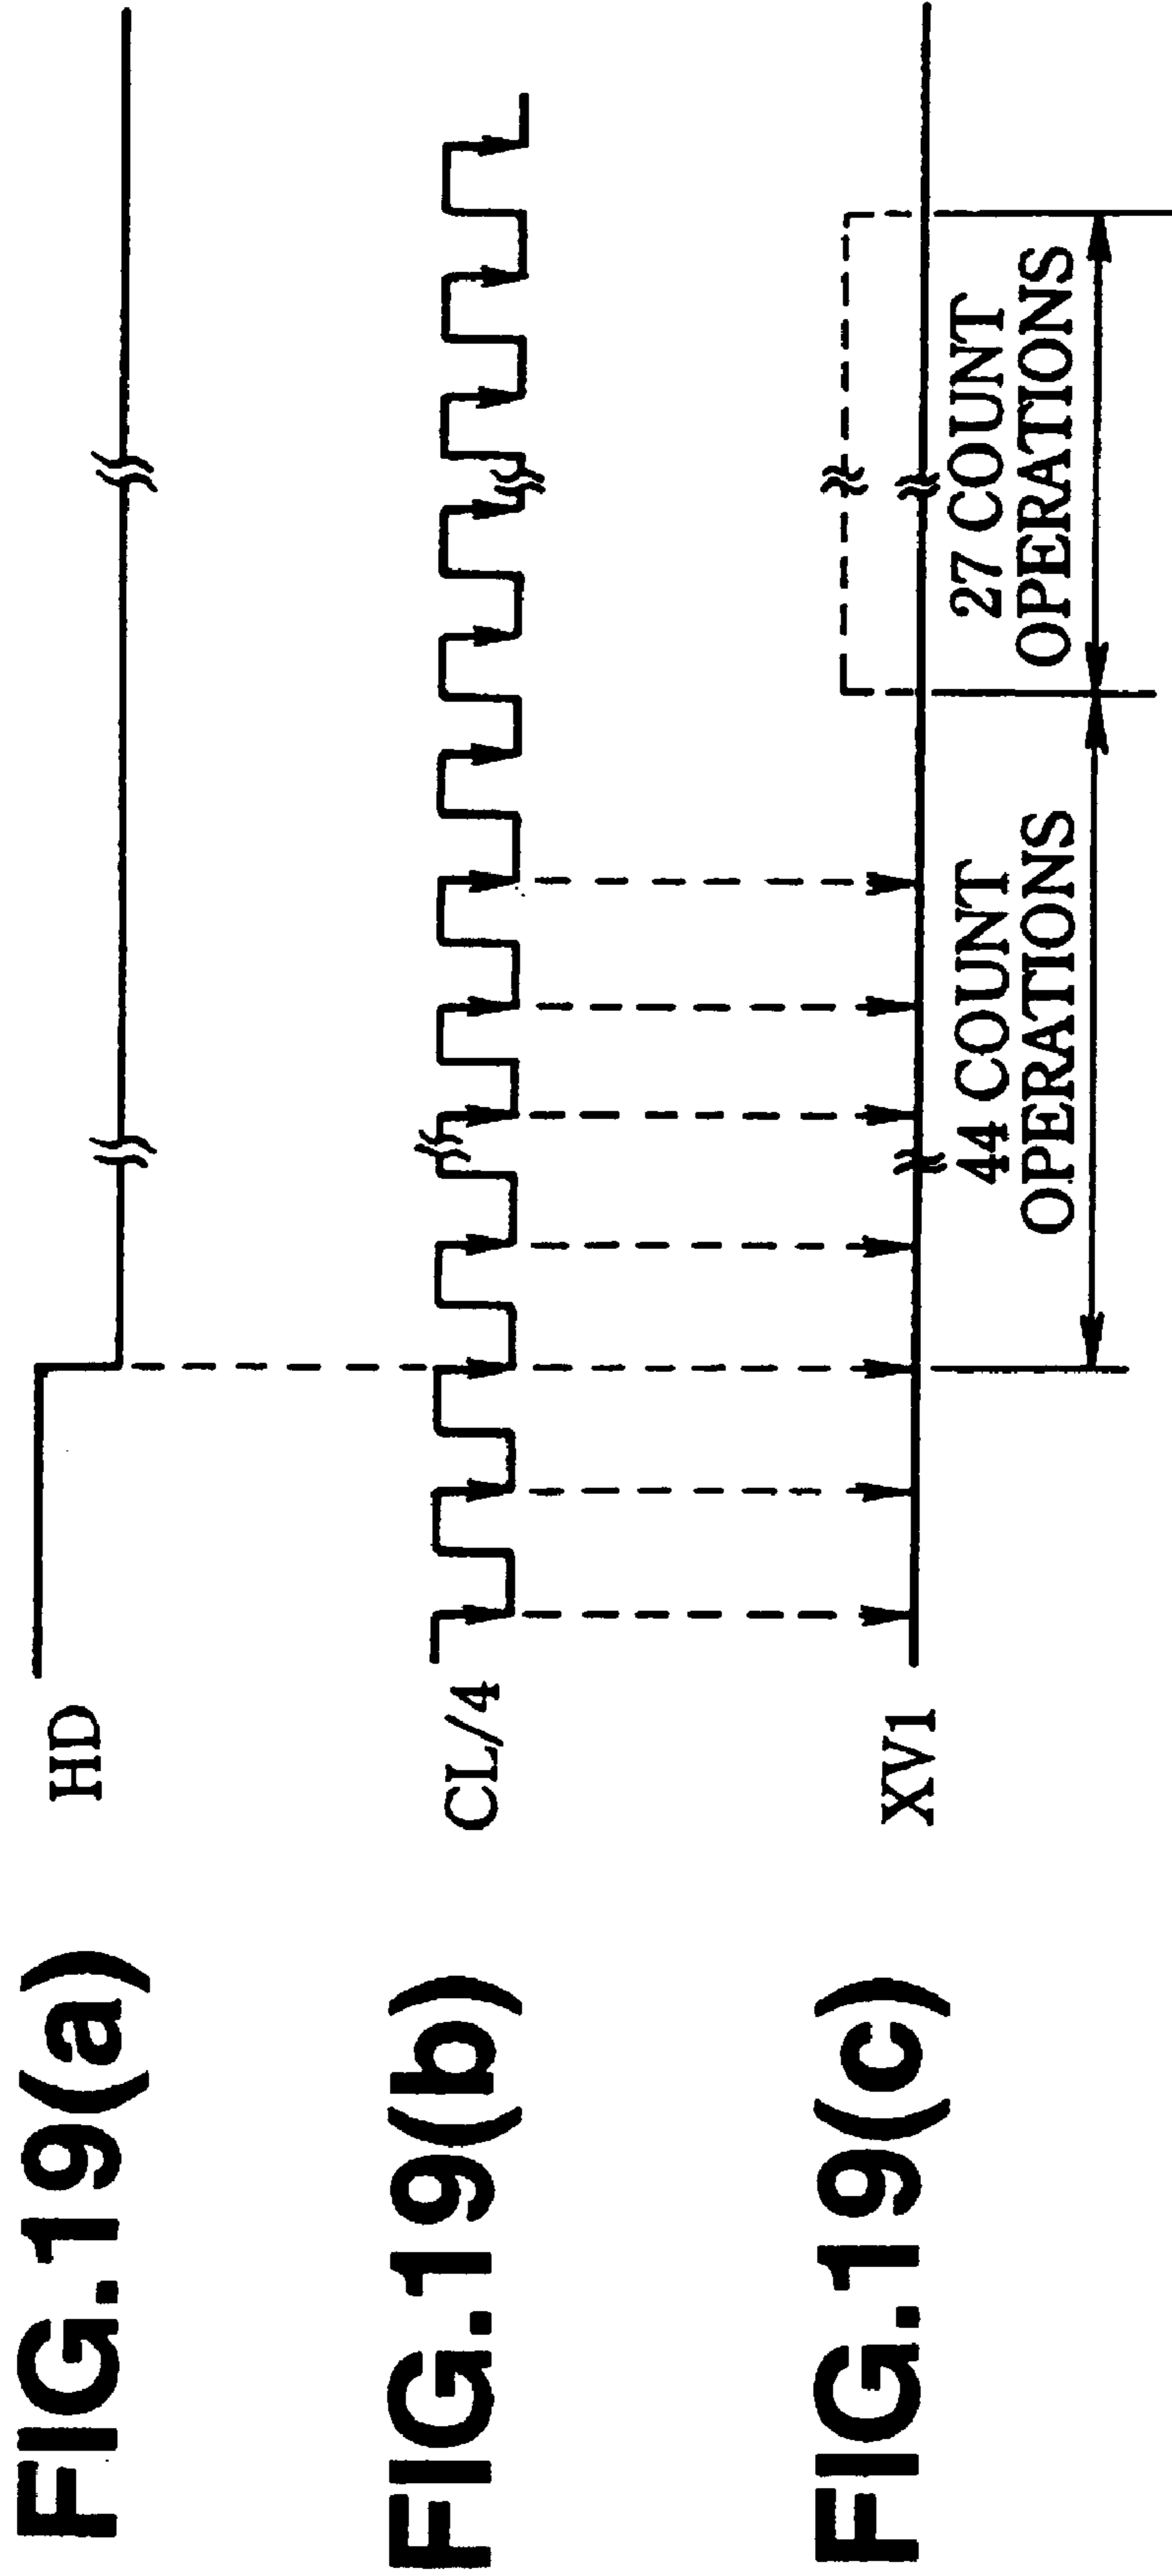 FIG.19(a)
HD
FIG.19(b)
CL/4
FIG.19(c)
XV1
44 COUNT
OPERATIONS
27 COUNT
OPERATIONS